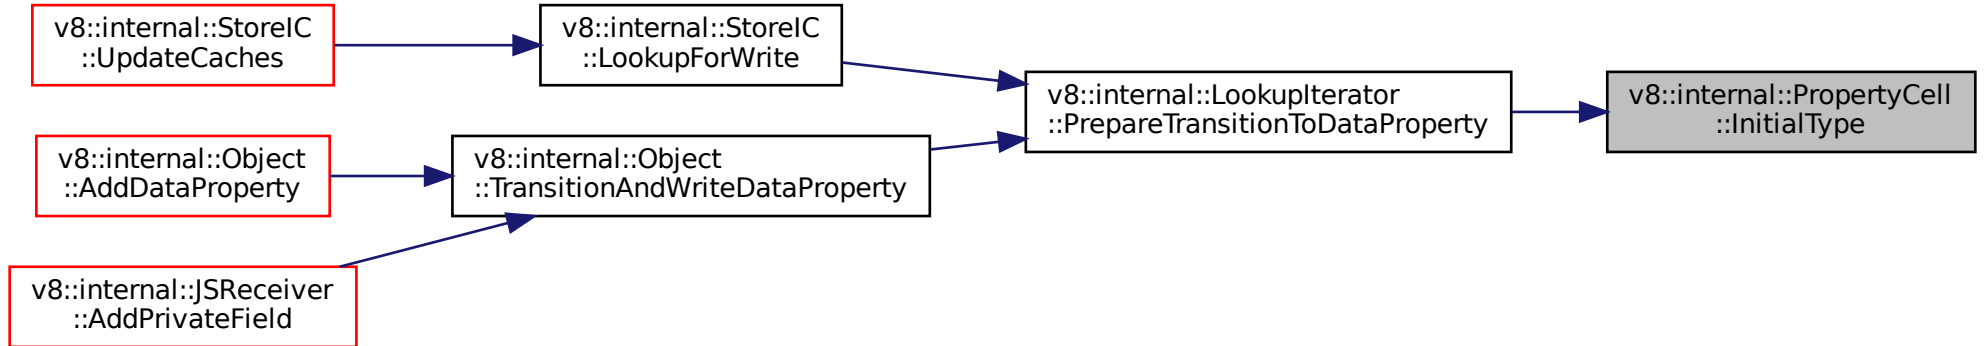 v8::internal::StoreIC
::UpdateCaches
v8::internal::StoreIC
::LookupForWrite
v8::internal::LookupIterator
::PrepareTransitionToDataProperty
v8::internal::PropertyCell
::InitialType
v8::internal::Object
::AddDataProperty
v8::internal::Object
::TransitionAndWriteDataProperty
v8::internal::JSReceiver
::AddPrivateField